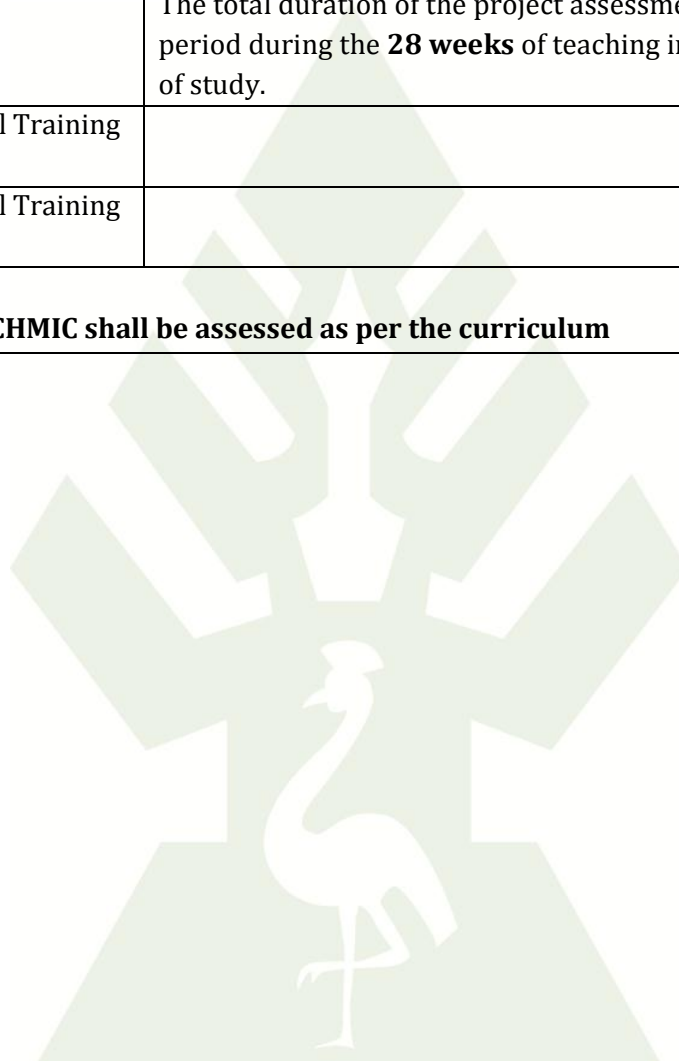 The total duration of the project assessme
period during the 28 weeks of teaching in
of study.
l Training
l Training
CHMIC shall be assessed as per the curriculum